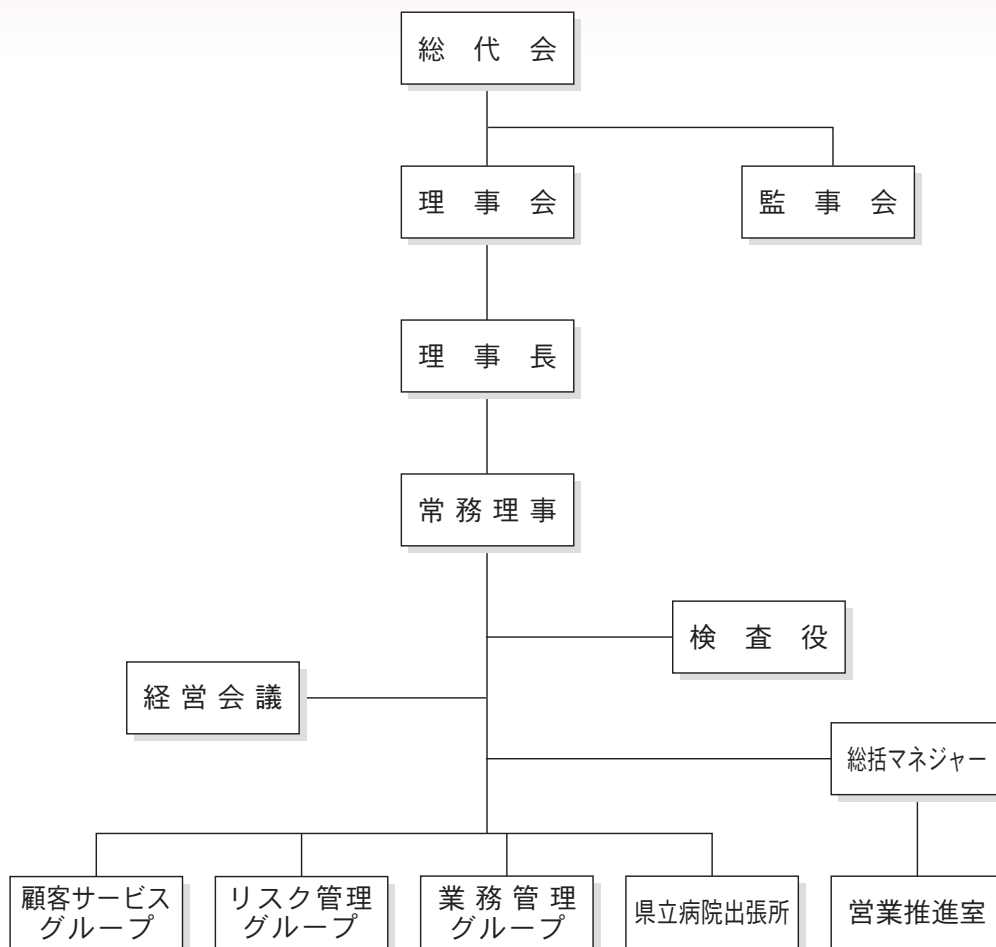 総代会
理事会
監事会
理事長
常務理事
検査役
経営会議
総括マネジャー
顧客サービス
グループ
リスク管理
グループ
業務管理
グループ
県立病院出張所
営業推進室